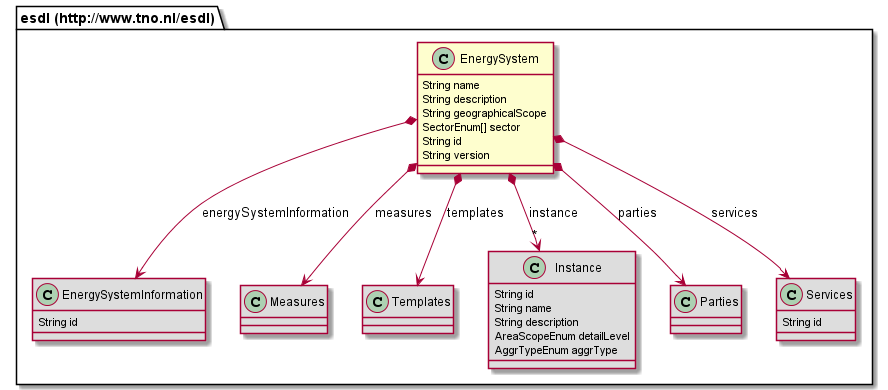 esdl (http://www.tno.nl/esdl)
C EnergySystem
String name
String description
String geographicalScope
SectorEnum[] sector
String id
String version
energySystemInformation
measures
templates
instance
parties
services
*
C EnergySystemInformation
String id
C Measures
C Templates
C Instance
String id
String name
String description
AreaScopeEnum detailLevel
AggrTypeEnum aggrType
C Parties
C Services
String id